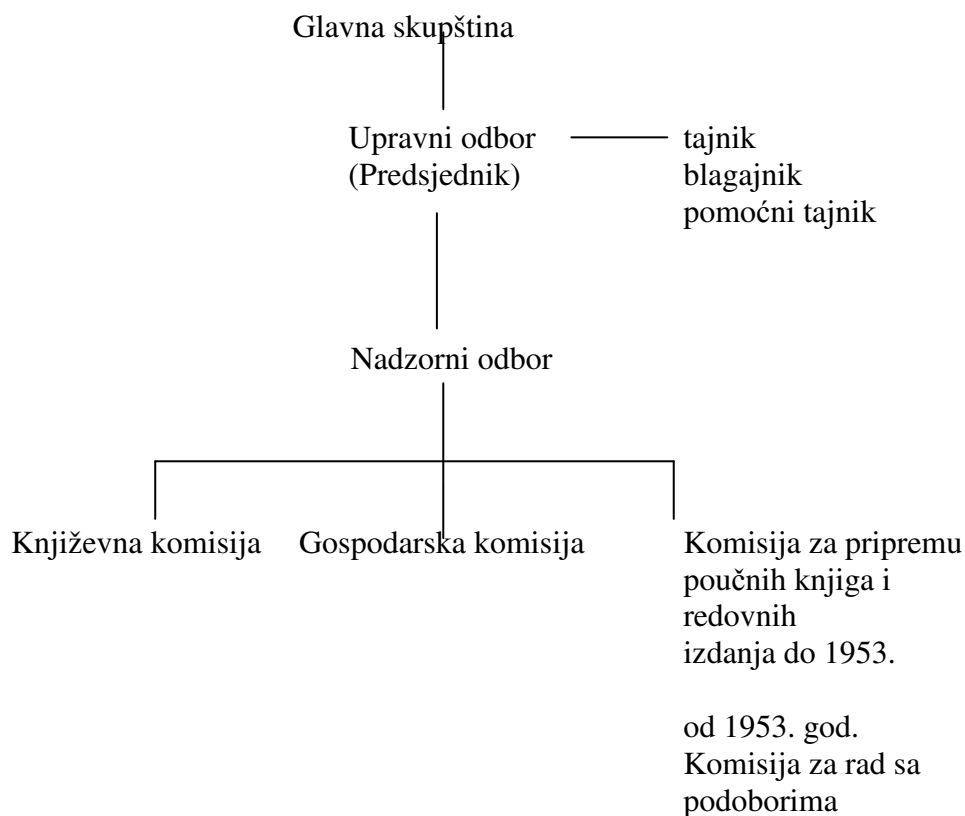 Glavna skupština
Upravni odbor
(Predsjednik)
tajnik
blagajnik
pomoćni tajnik
Nadzorni odbor
Književna komisija
Gospodarska komisija
Komisija za pripremu
poučnih knjiga i
redovnih
izdanja do 1953.
od 1953. god.
Komisija za rad sa
podoborima